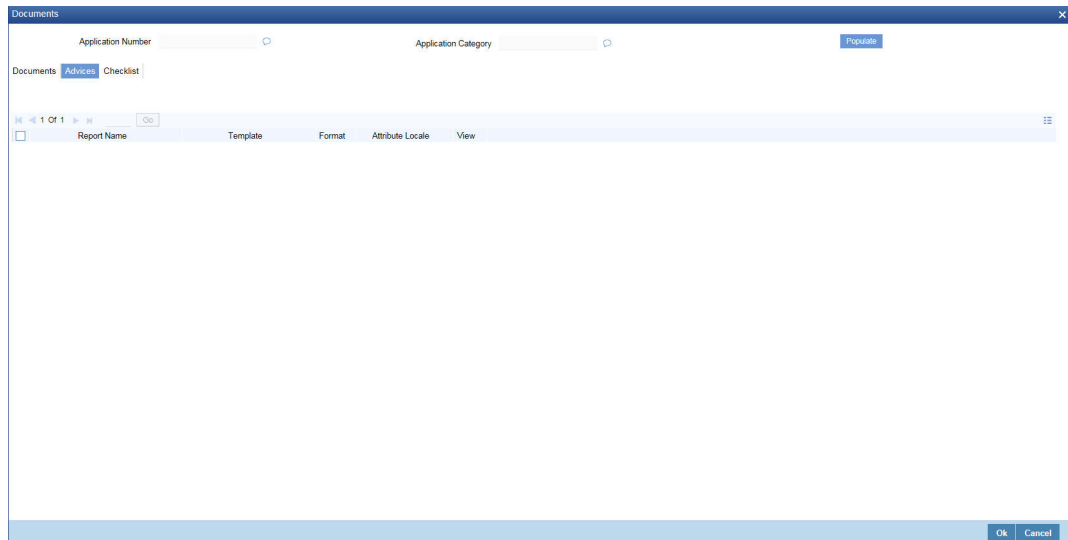 Documents
Application Number
Application Category
Populate
Documents Advices Checklist
1 Of 1 Go
Report Name Template Format Attribute Locale View
Ok Cancel